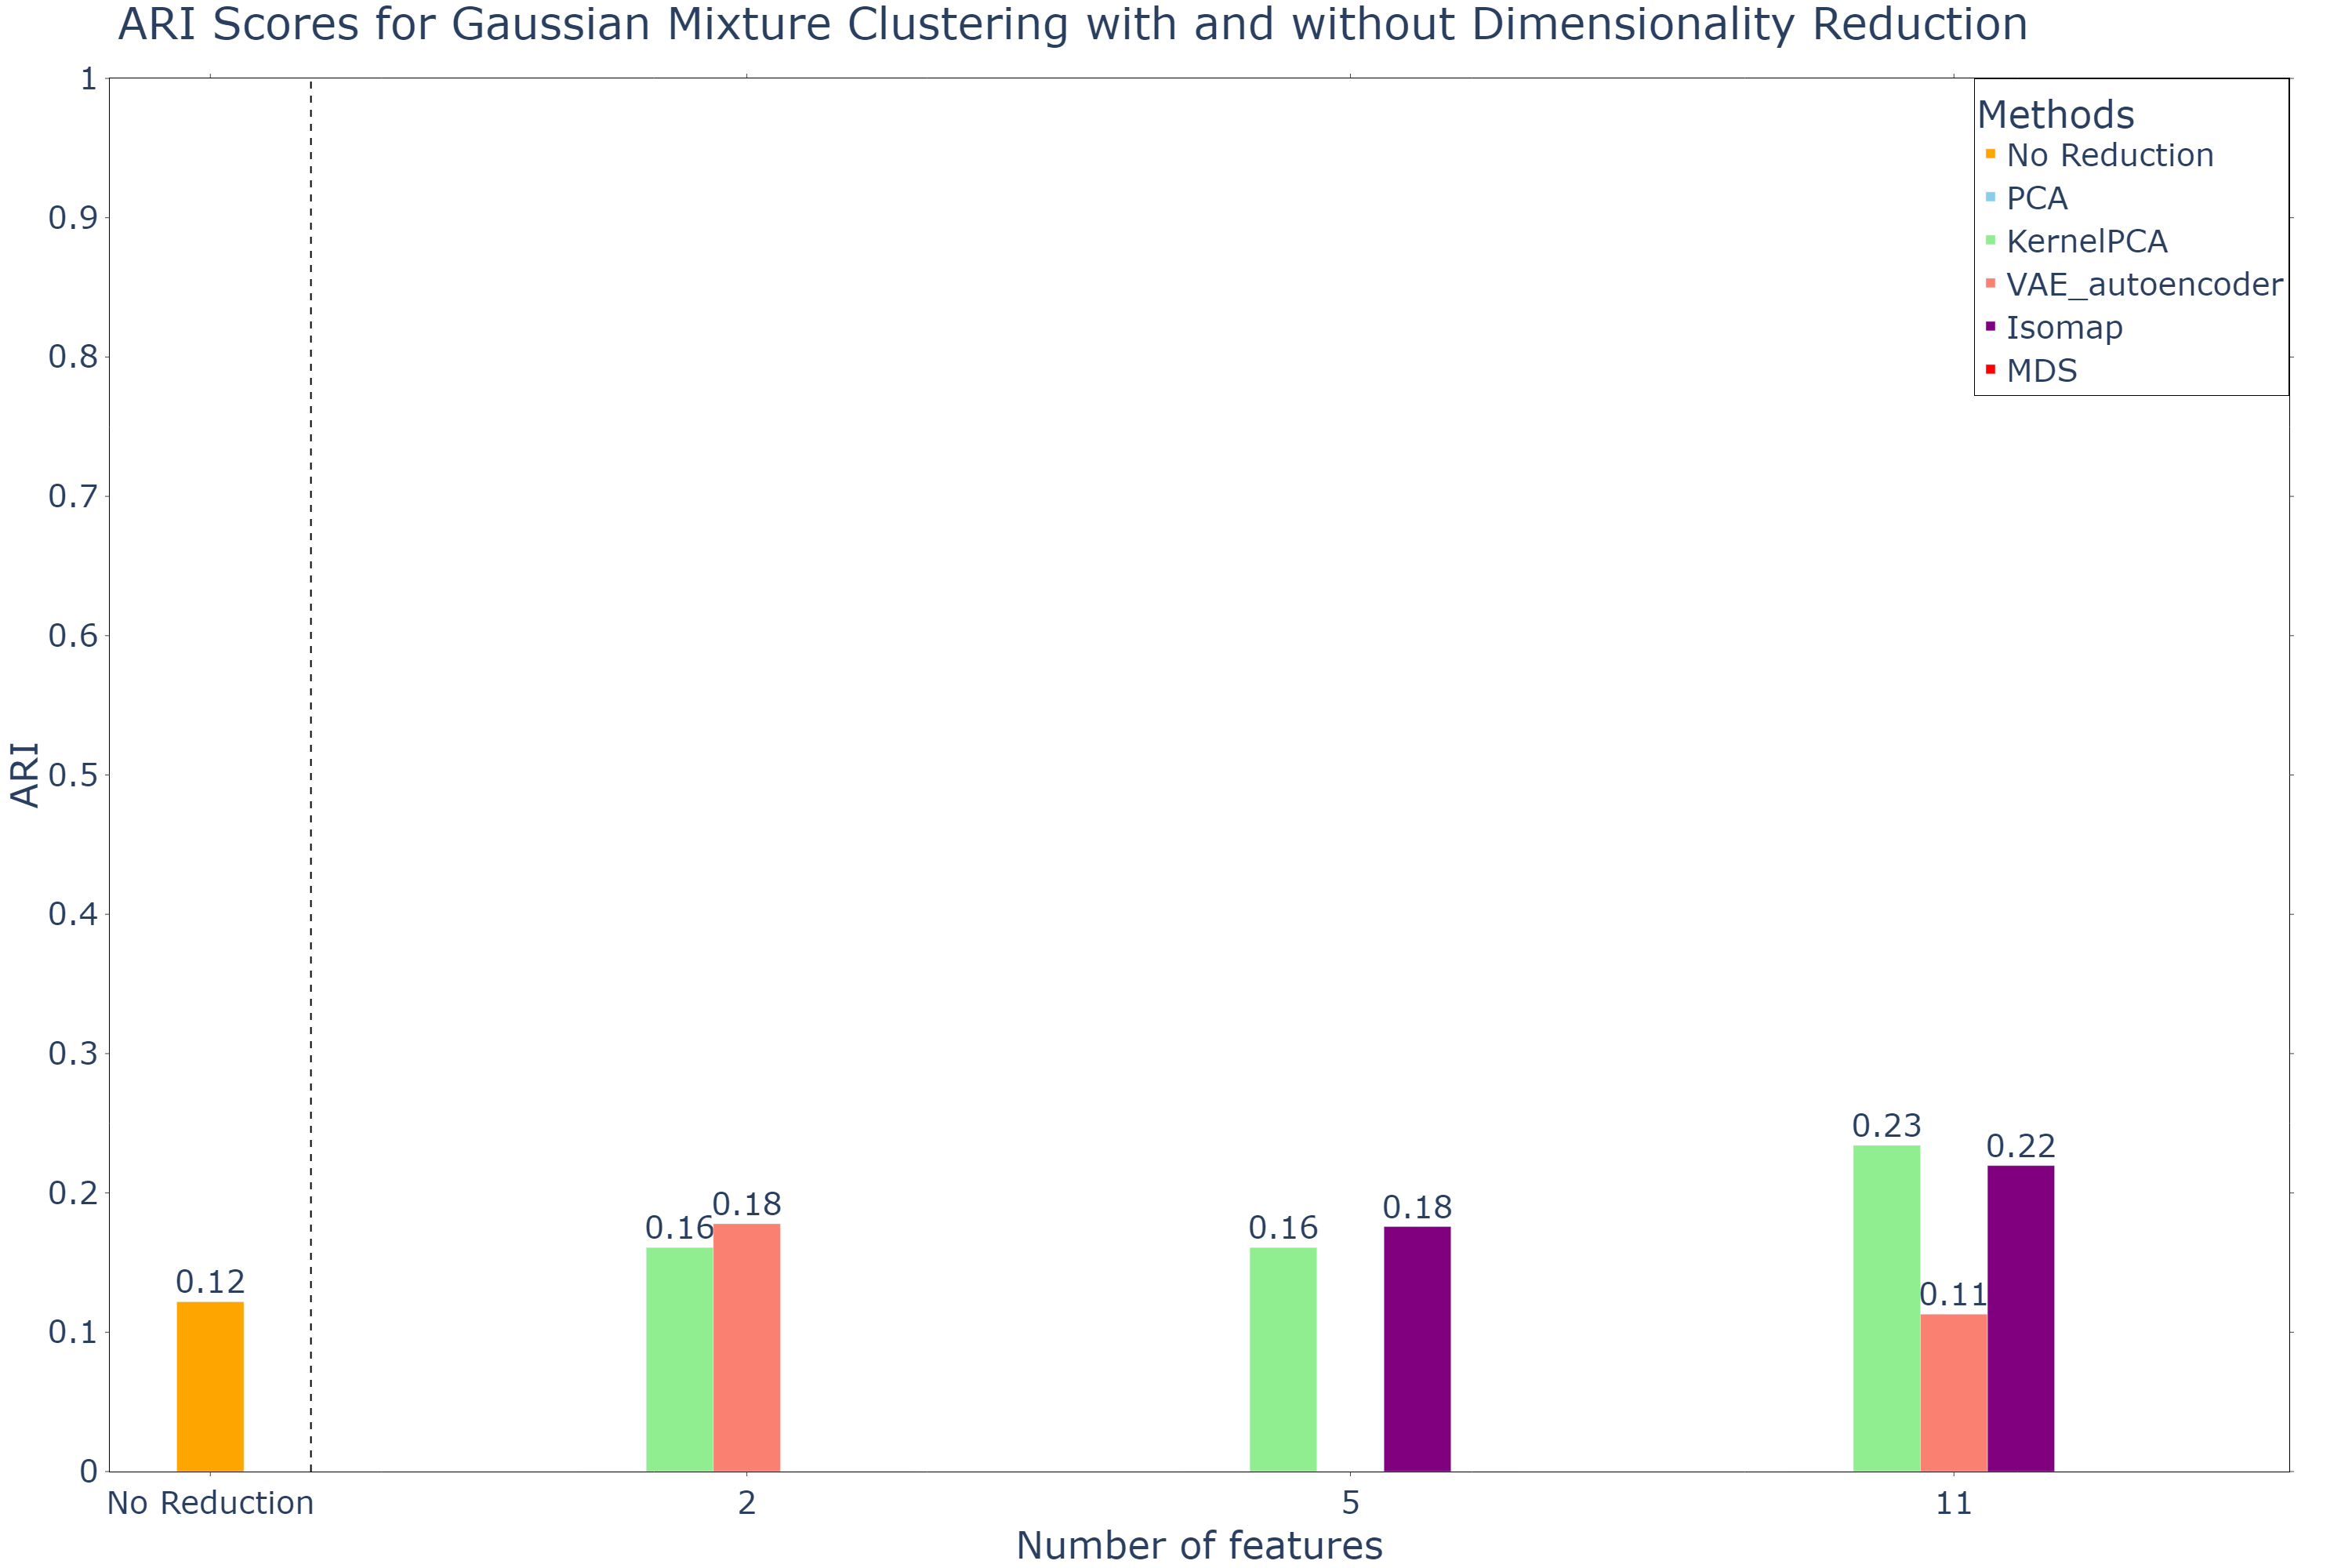 ARI Scores for Gaussian Mixture Clustering with and without Dimensionality Reduction
1
0.9
0.8
0.7
0.6
0.5
0.4
0.3
0.2
0.1
0
ARI
Methods
No Reduction
PCA
KernelPCA
VAE_autoencoder
Isomap
MDS
0.12
0.16
0.18
0.16
0.18
0.23
0.11
0.22
No Reduction
2
5
11
Number of features